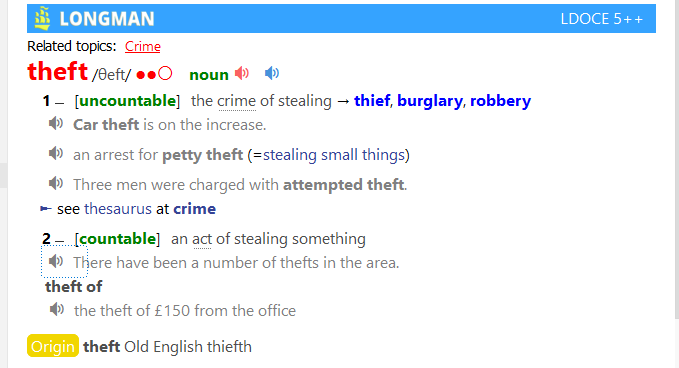 LONGMAN LDOCE 5++
Related topics: Crime
theft /θeft/ ●●○ noun
1 – [uncountable] the crime of stealing → thief, burglary, robbery
Car theft is on the increase.
an arrest for petty theft (=stealing small things)
Three men were charged with attempted theft.
► see thesaurus at crime
2 – [countable] an act of stealing something
There have been a number of thefts in the area.
theft of
the theft of £150 from the office
Origin theft Old English thiefth